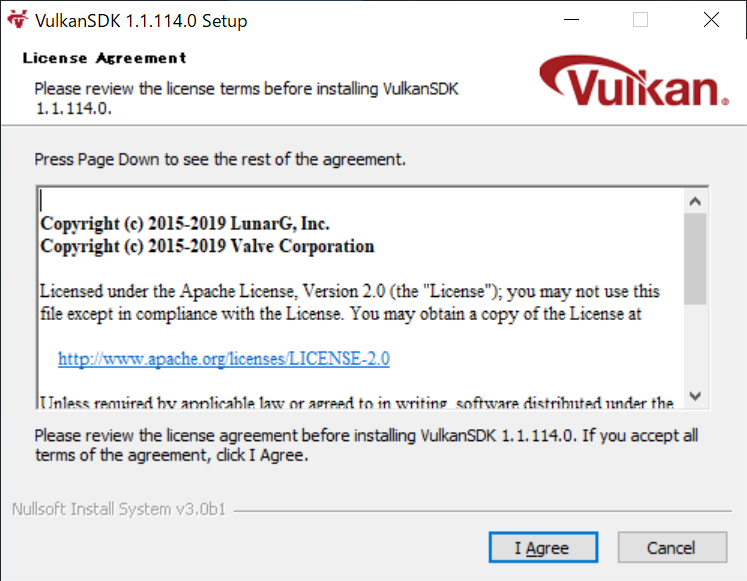 VulkanSDK 1.1.114.0 Setup
License Agreement
Please review the license terms before installing VulkanSDK
1.1.114.0.
Vulkan®
Press Page Down to see the rest of the agreement.
Copyright (c) 2015-2019 LunarG, Inc.
Copyright (c) 2015-2019 Valve Corporation
Licensed under the Apache License, Version 2.0 (the "License"); you may not use this
file except in compliance with the License. You may obtain a copy of the License at
http://www.apache.org/licenses/LICENSE-2.0
Unless required by applicable law or agreed to in writing, software distributed under the
Please review the license agreement before installing VulkanSDK 1.1.114.0. If you accept all
terms of the agreement, click I Agree.
Nullsoft Install System v3.0b1
I Agree
Cancel